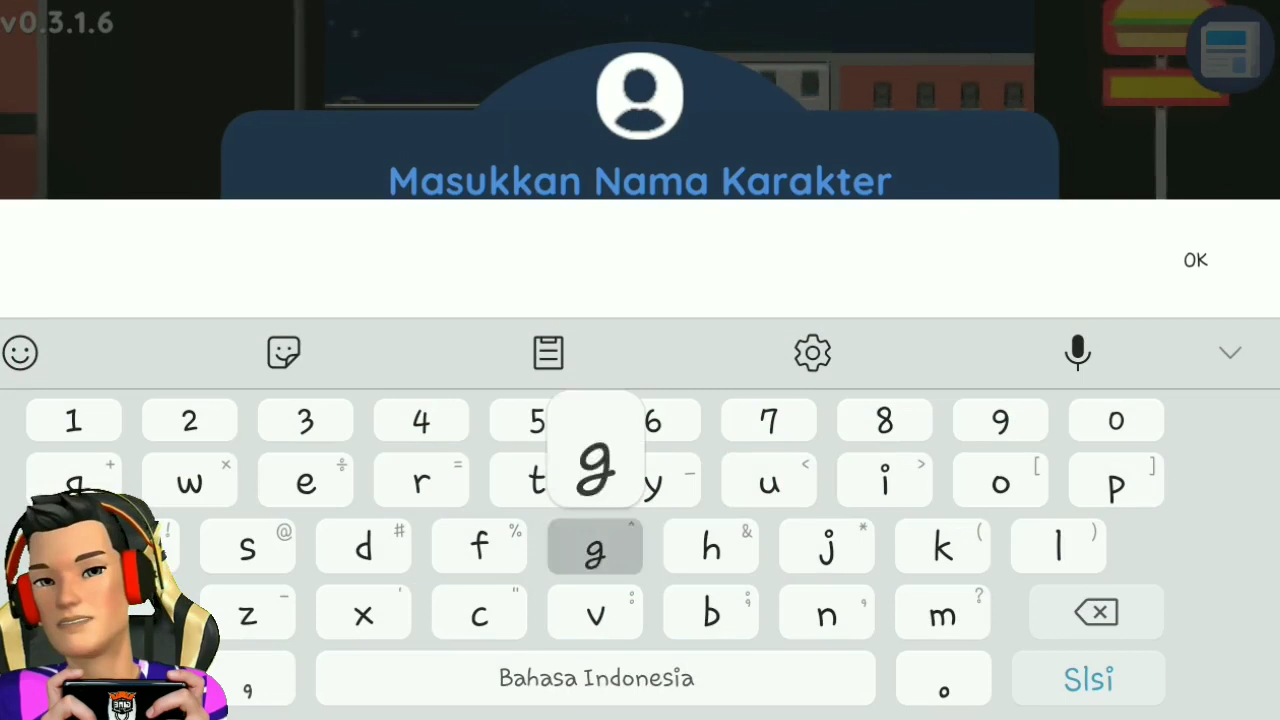 v0.3.1.6
Masukkan Nama Karakter
OK
1 2 3 4 5 6 7 8 9 0
q + w × e ÷ r = t g y _ u < i > o [ p ]
! s @ d # f % g ^ h & j * k ( l )
z - x ' c " v : b ; n , m ?
, Bahasa Indonesia . Slsi